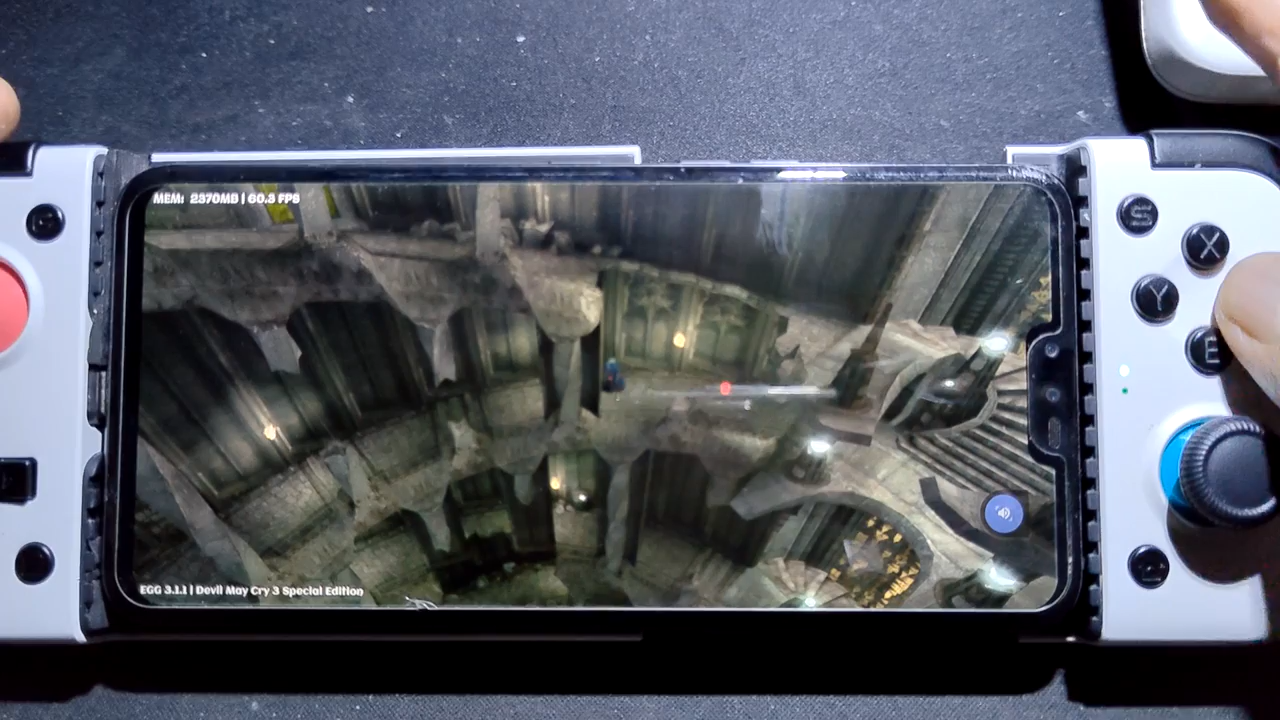 MEM: 2370MB | 60.3 FPS
X
Y
EGG 3.1.1 | Devil May Cry 3 Special Edition